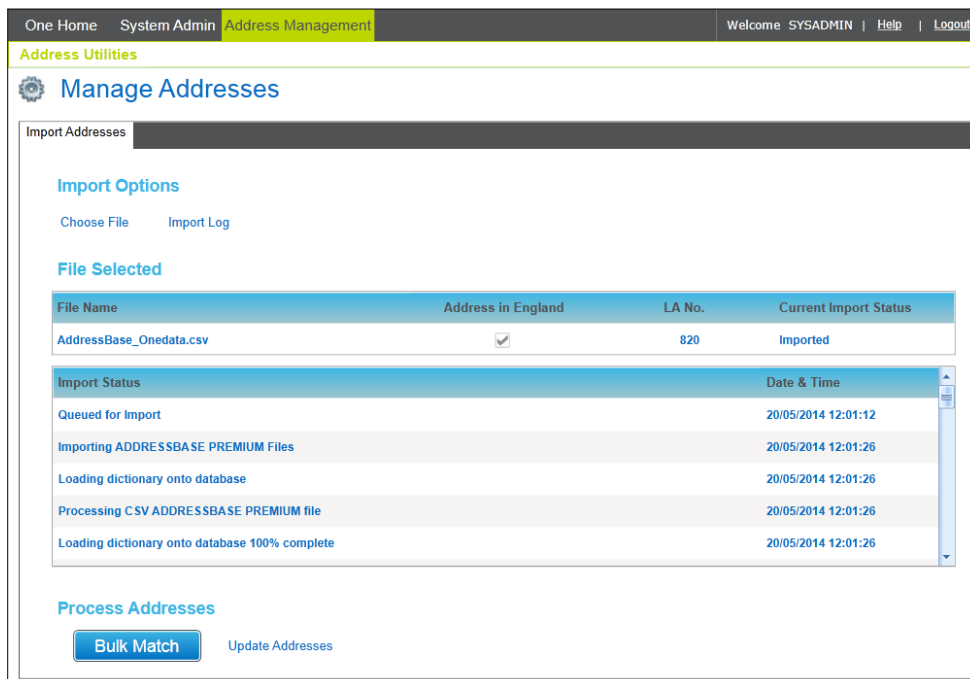 One Home System Admin Address Management Welcome SYSADMIN | Help | Logout
Address Utilities
Manage Addresses
Import Addresses
Import Options
Choose File Import Log
File Selected
File Name Address in England LA No. Current Import Status
AddressBase_Onedata.csv 820 Imported
Import Status Date & Time
Queued for Import 20/05/2014 12:01:12
Importing ADDRESSBASE PREMIUM Files 20/05/2014 12:01:26
Loading dictionary onto database 20/05/2014 12:01:26
Processing CSV ADDRESSBASE PREMIUM file 20/05/2014 12:01:26
Loading dictionary onto database 100% complete 20/05/2014 12:01:26
Process Addresses
Bulk Match Update Addresses